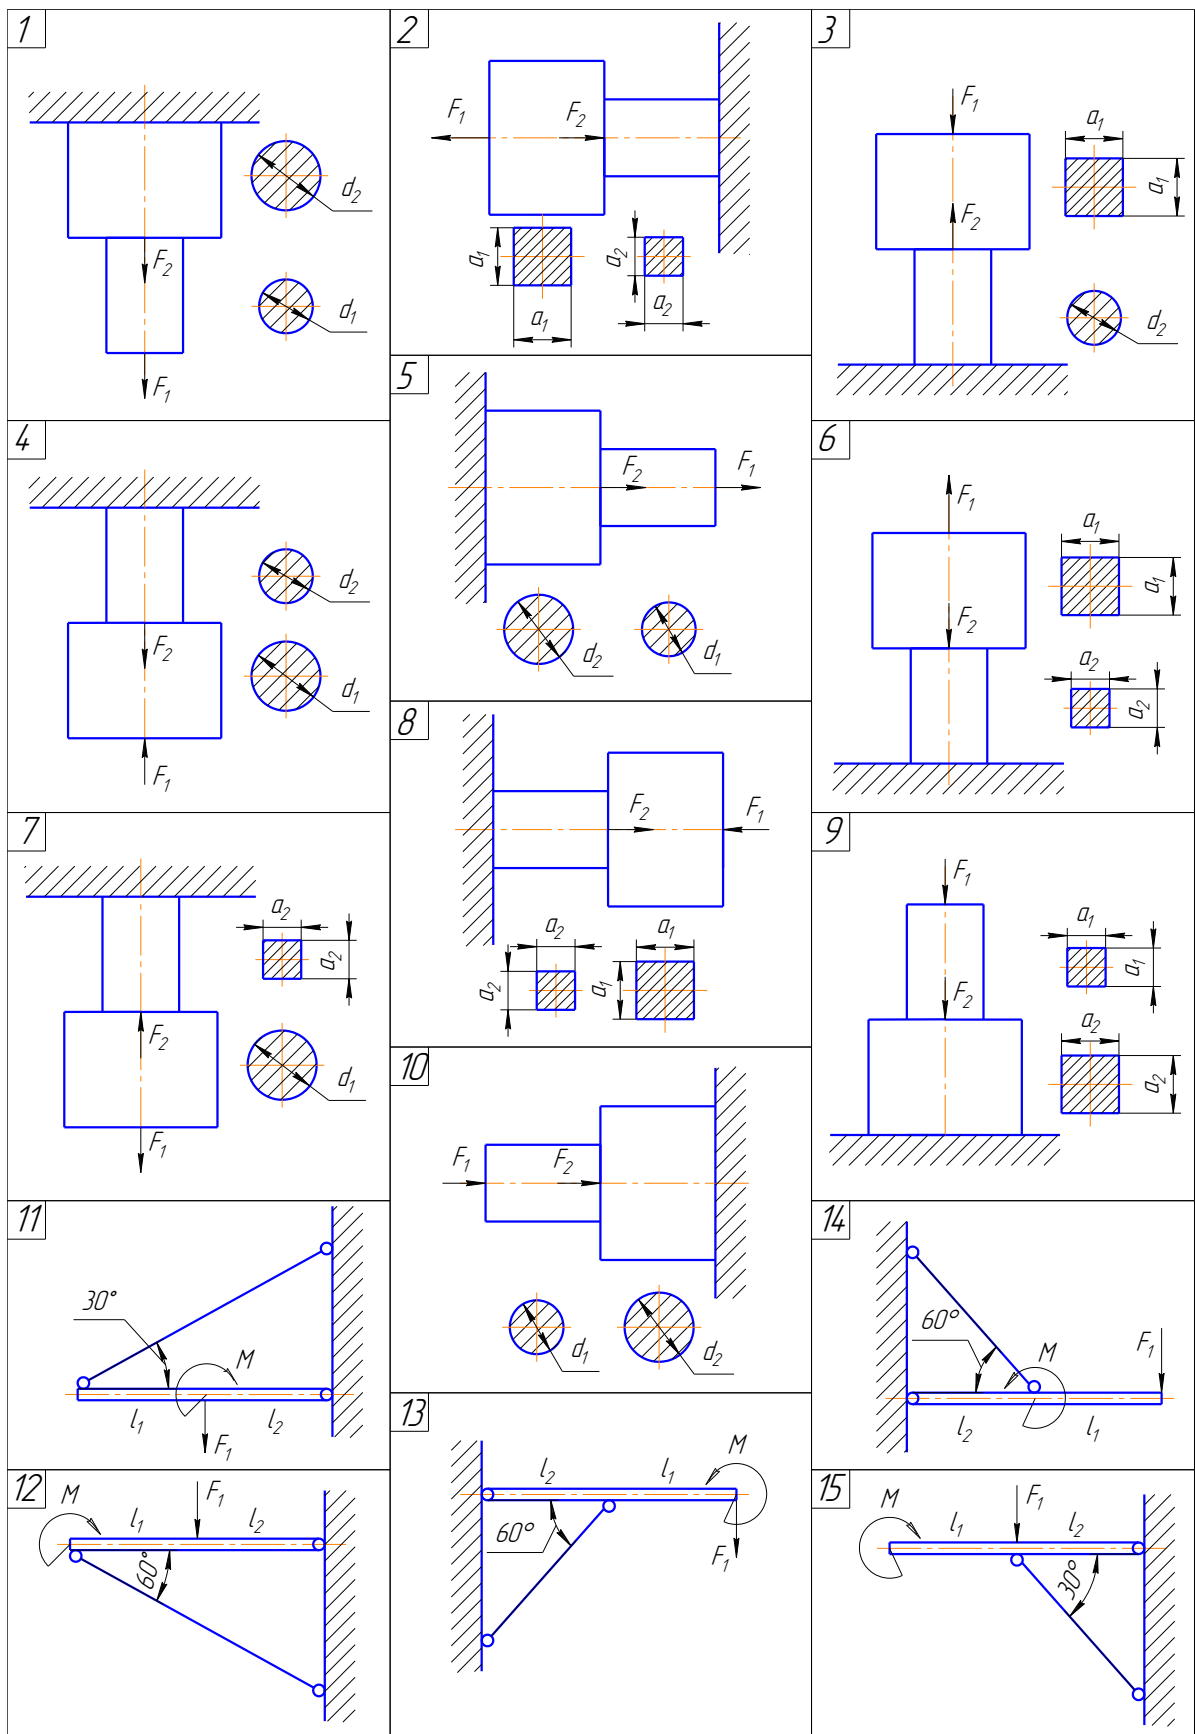 1
d₂
F₂
d₁
F₁
2
F₁
F₂
a₁
a₂
a₁
a₂
3
F₁
a₁
a₁
F₂
d₂
4
d₂
F₂
d₁
F₁
5
F₂
F₁
d₂
d₁
6
F₁
a₁
a₁
F₂
a₂
a₂
7
a₂
a₂
F₂
d₁
F₁
8
F₂
F₁
a₂
a₁
a₂
a₁
9
F₁
a₁
a₁
F₂
a₂
a₂
10
F₁
F₂
d₁
d₂
11
30°
M
l₁
l₂
F₁
12
M
F₁
l₁
l₂
60°
13
M
l₂
l₁
60°
F₁
14
60°
F₁
M
l₂
l₁
15
M
F₁
l₁
l₂
30°